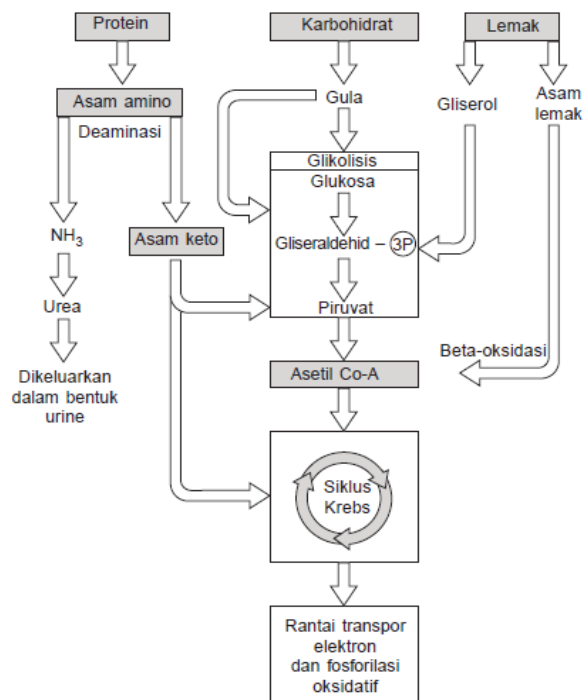 Protein
Karbohidrat
Lemak
Asam amino
Deaminasi
Gula
Gliserol
Asam
lemak
Glikolisis
Glukosa
NH3
Asam keto
Gliseraldehid – 3P
Urea
Piruvat
Beta-oksidasi
Dikeluarkan
dalam bentuk
urine
Asetil Co-A
Siklus
Krebs
Rantai transpor
elektron
dan fosforilasi
oksidatif